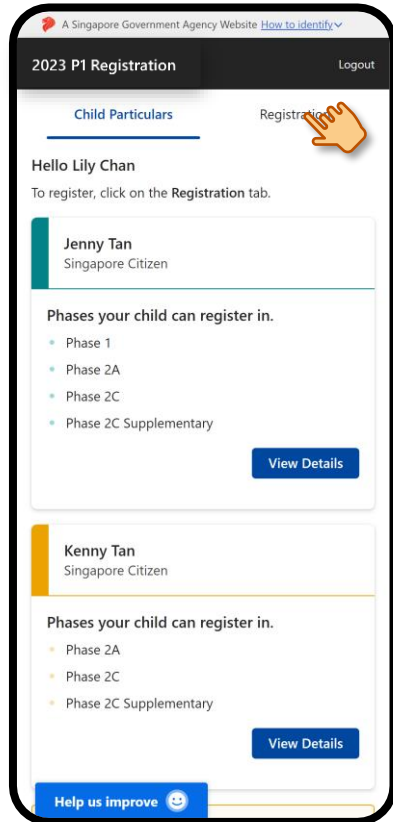 A Singapore Government Agency Website How to identify
2023 P1 Registration
Logout
Child Particulars
Registration
Hello Lily Chan
To register, click on the Registration tab.
Jenny Tan
Singapore Citizen
Phases your child can register in.
Phase 1
Phase 2A
Phase 2C
Phase 2C Supplementary
View Details
Kenny Tan
Singapore Citizen
Phases your child can register in.
Phase 2A
Phase 2C
Phase 2C Supplementary
View Details
Help us improve